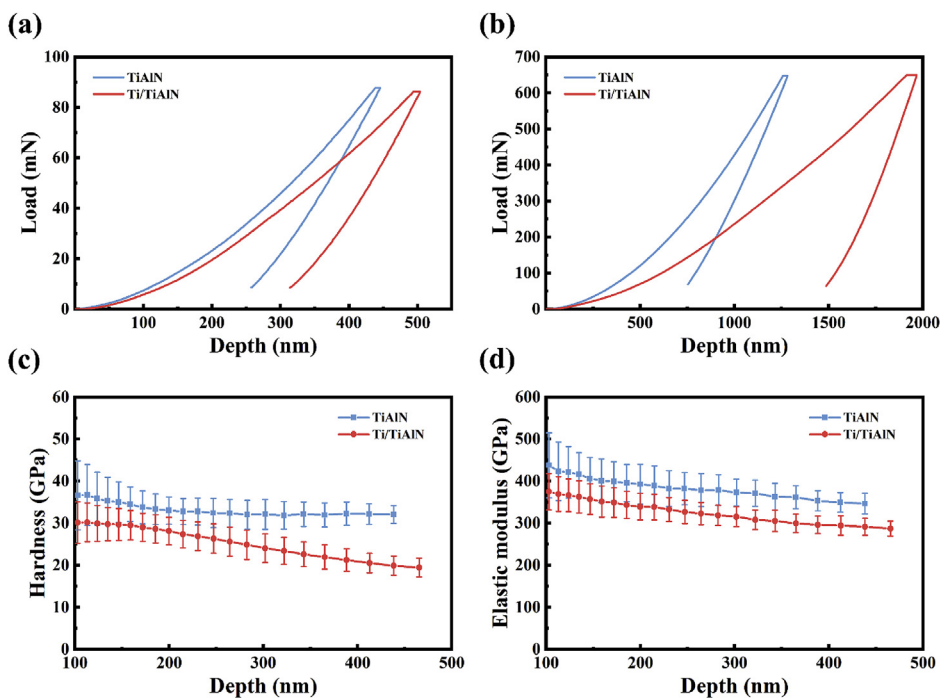 (a)
100
80
60
40
20
0
Load (mN)
TiAlN
Ti/TiAlN
100 200 300 400 500
Depth (nm)
(b)
700
600
500
400
300
200
100
0
Load (mN)
TiAlN
Ti/TiAlN
500 1000 1500 2000
Depth (nm)
(c)
60
50
40
30
20
10
0
Hardness (GPa)
TiAlN
Ti/TiAlN
100 200 300 400 500
Depth (nm)
(d)
600
500
400
300
200
100
0
Elastic modulus (GPa)
TiAlN
Ti/TiAlN
100 200 300 400 500
Depth (nm)